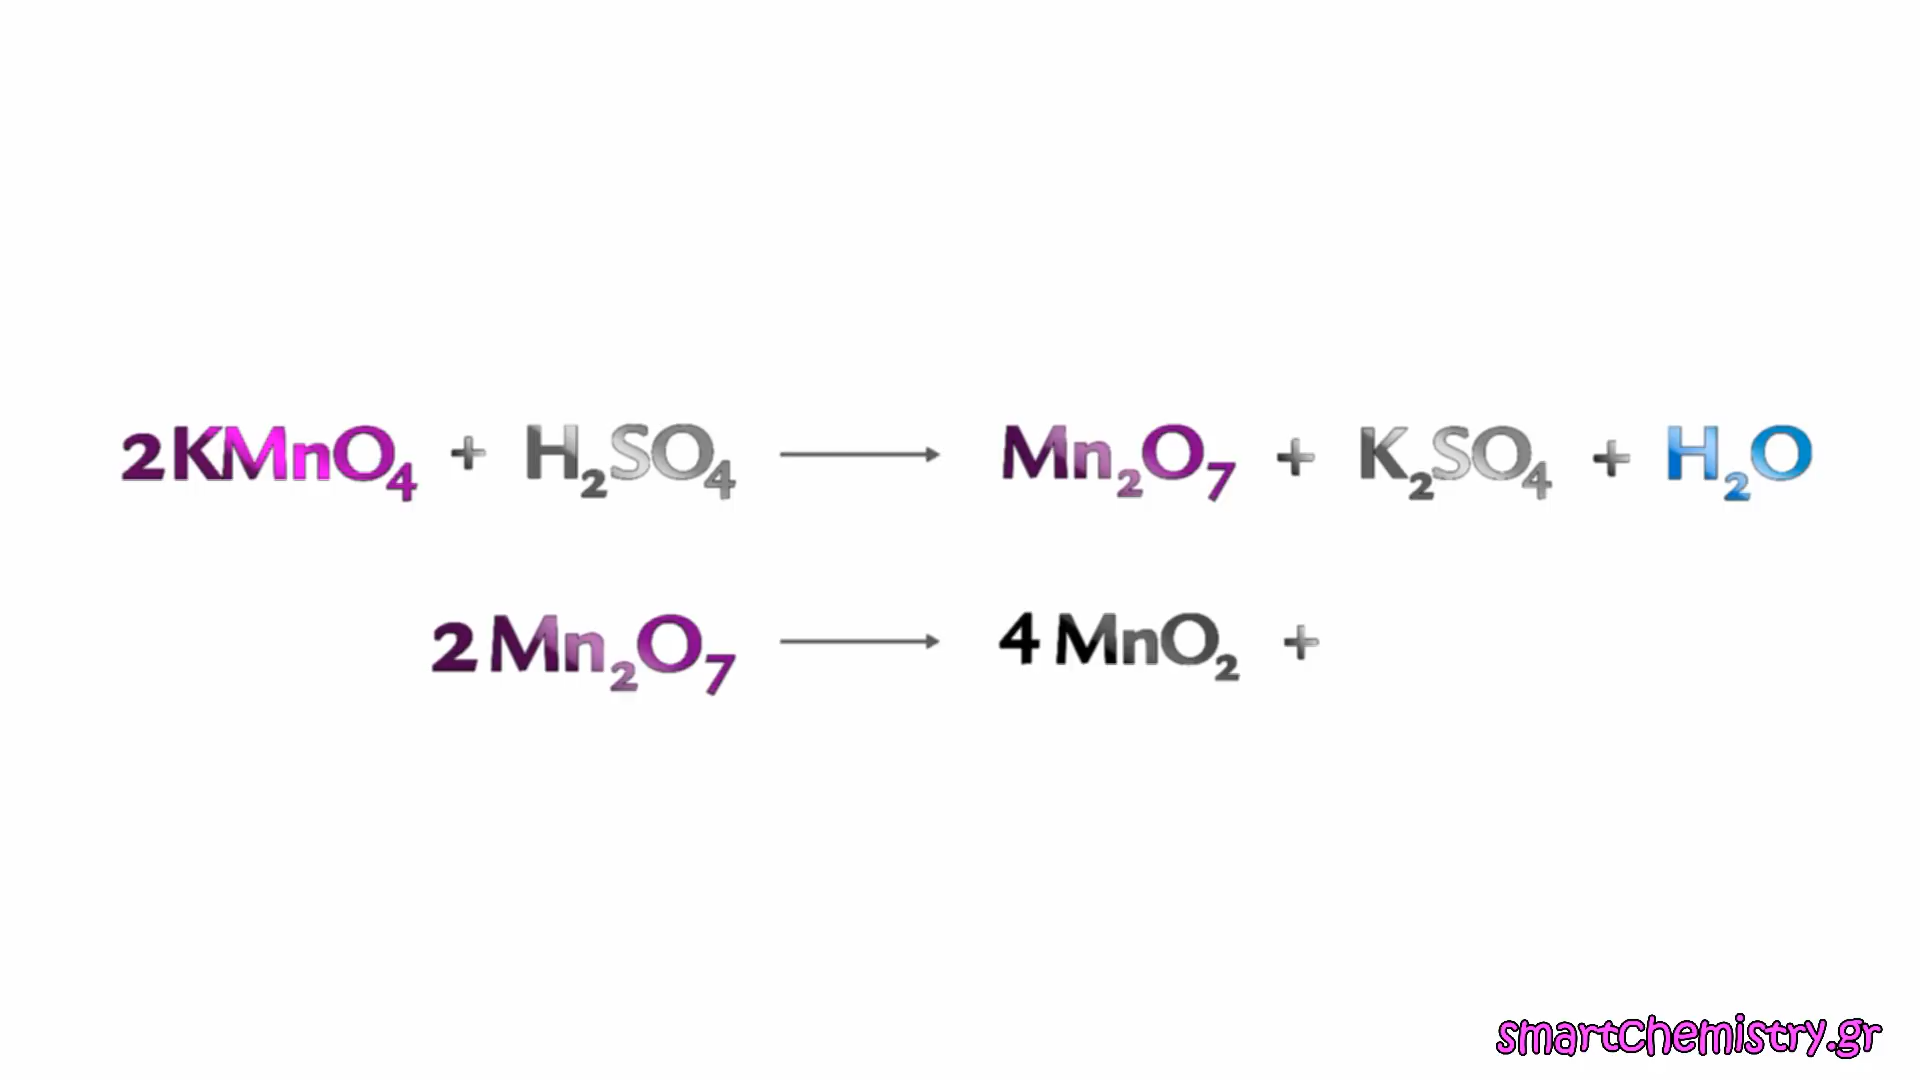 2KMnO₄ + H₂SO₄ ⟶ Mn₂O₇ + K₂SO₄ + H₂O
2Mn₂O₇ ⟶ 4MnO₂ +
smartchemistry.gr